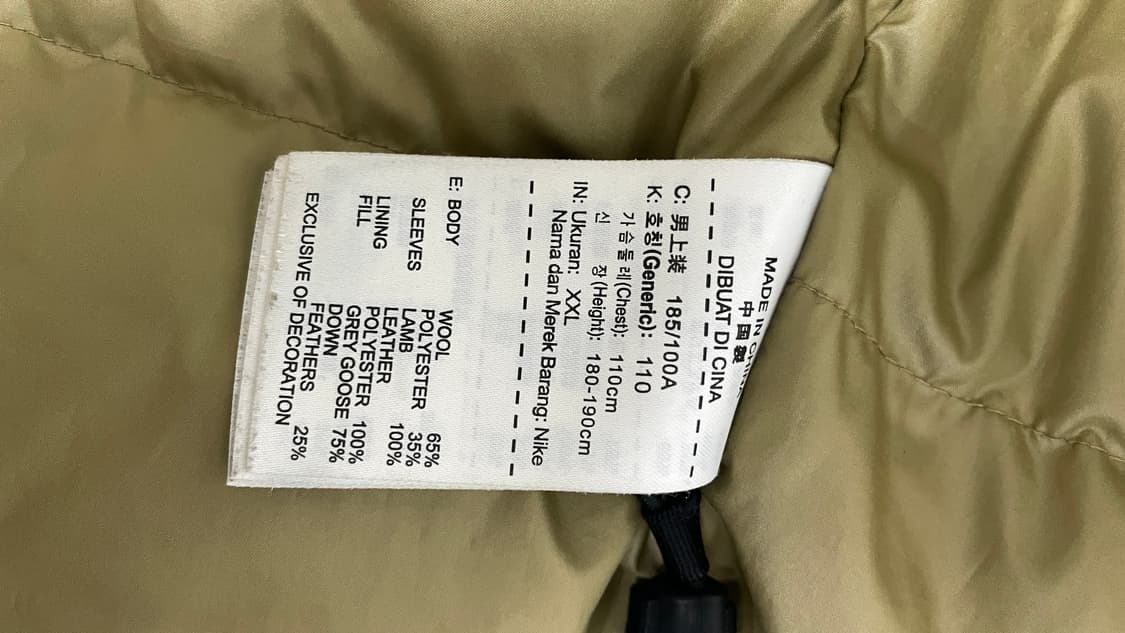 MADE IN CHINA
中国製
DIBUAT DI CINA
C: 男上装 185/100A
K: 호칭(Generic): 110
가슴둘레(Chest): 110cm
신 장(Height): 180-190cm
IN: Ukuran: XXL
Nama dan Merek Barang: Nike
E: BODY WOOL 65%
POLYESTER 35%
SLEEVES LAMB
LEATHER 100%
LINING POLYESTER 100%
FILL GREY GOOSE
DOWN 75%
FEATHERS 25%
EXCLUSIVE OF DECORATION